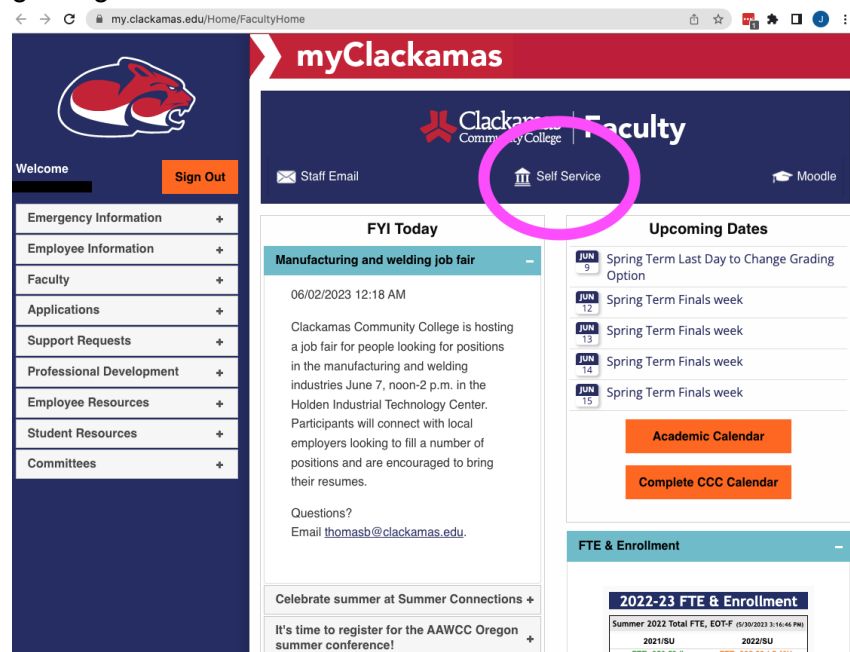 my.clackamas.edu/Home/FacultyHome
1
J
myClackamas
Clackamas
Community College
Faculty
Welcome
Sign Out
Staff Email
Self Service
Moodle
Emergency Information +
Employee Information +
Faculty +
Applications +
Support Requests +
Professional Development +
Employee Resources +
Student Resources +
Committees +
FYI Today
Manufacturing and welding job fair –
06/02/2023 12:18 AM
Clackamas Community College is hosting
a job fair for people looking for positions
in the manufacturing and welding
industries June 7, noon-2 p.m. in the
Holden Industrial Technology Center.
Participants will connect with local
employers looking to fill a number of
positions and are encouraged to bring
their resumes.
Questions?
Email thomasb@clackamas.edu.
Celebrate summer at Summer Connections +
It's time to register for the AAWCC Oregon
summer conference! +
Upcoming Dates
JUN
9
Spring Term Last Day to Change Grading
Option
JUN
12
Spring Term Finals week
JUN
13
Spring Term Finals week
JUN
14
Spring Term Finals week
JUN
15
Spring Term Finals week
Academic Calendar
Complete CCC Calendar
FTE & Enrollment –
2022-23 FTE & Enrollment
Summer 2022 Total FTE, EOT-F (5/30/2023 3:16:46 PM)
2021/SU 2022/SU